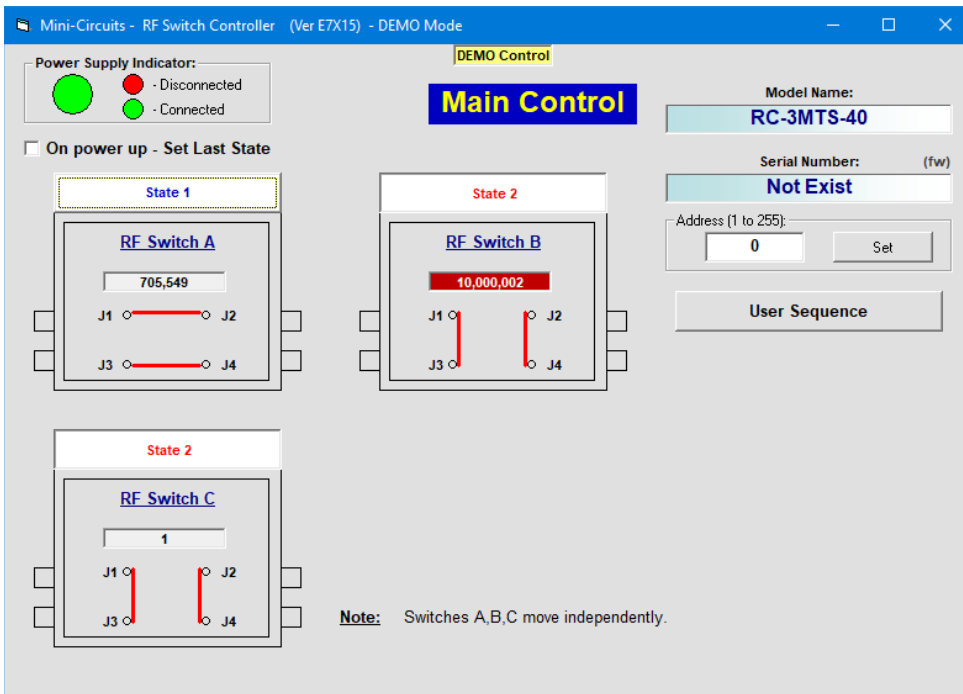 Mini-Circuits - RF Switch Controller (Ver E7X15) - DEMO Mode
DEMO Control
Power Supply Indicator:
- Disconnected
- Connected
Main Control
Model Name:
RC-3MTS-40
On power up - Set Last State
Serial Number: (fw)
Not Exist
State 1
State 2
Address (1 to 255):
0
Set
RF Switch A
RF Switch B
705,549
10,000,002
User Sequence
J1 J2
J3 J4
J1 J2
J3 J4
State 2
RF Switch C
1
J1 J2
J3 J4
Note: Switches A,B,C move independently.